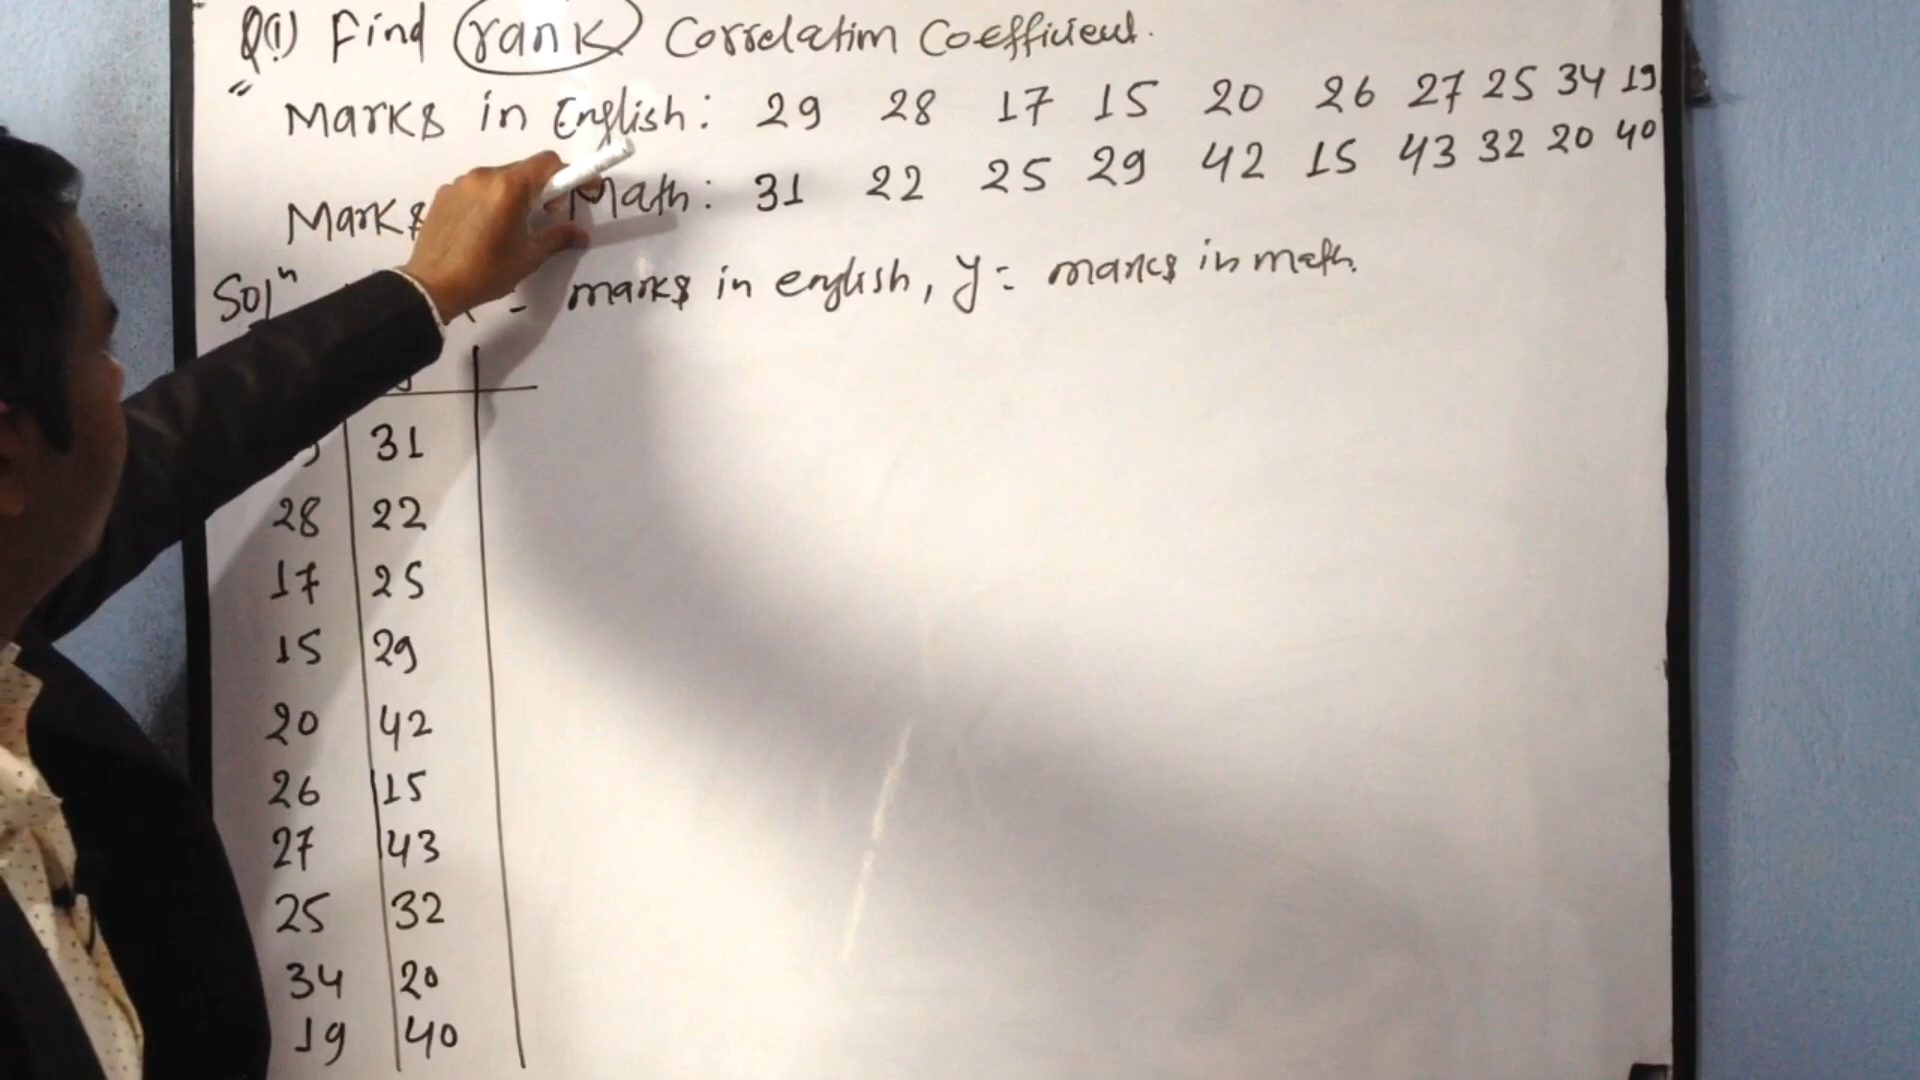 Q(1) Find rank Correlation Coefficient.
Marks in English: 29 28 17 15 20 26 27 25 34 19
Marks Math: 31 22 25 29 42 15 43 32 20 40
Solⁿ = marks in english, y = marks in math.
31
28 22
17 25
15 29
20 42
26 15
27 43
25 32
34 20
19 40